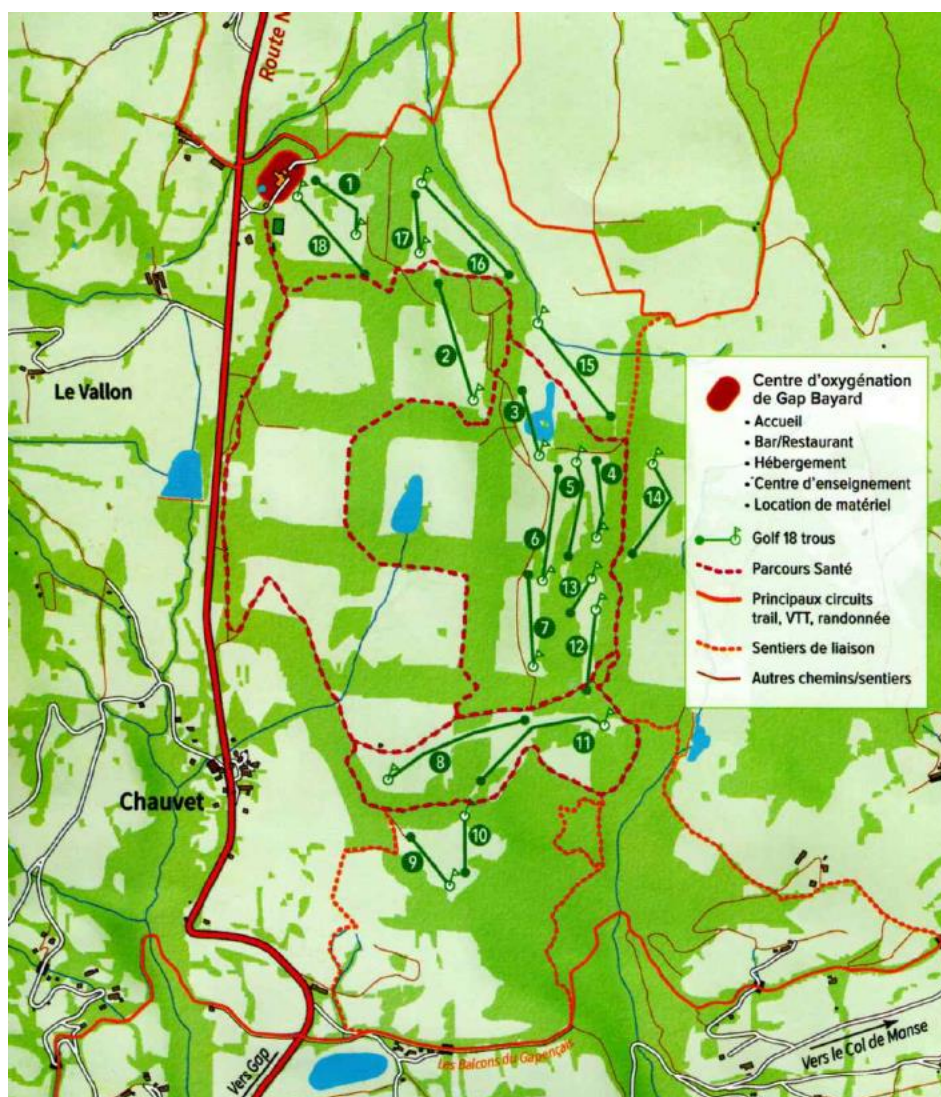 Route N
1
18
17
16
2
15
Le Vallon
3
Centre d'oxygénation
de Gap Bayard
• Accueil
• Bar/Restaurant
• Hébergement
• Centre d'enseignement
• Location de matériel
Golf 18 trous
Parcours Santé
Principaux circuits
trail, VTT, randonnée
Sentiers de liaison
Autres chemins/sentiers
5
4
14
6
13
7
12
11
8
Chauvet
10
9
Les Balcons du Gapençais
Vers Gap
Vers le Col de Manse